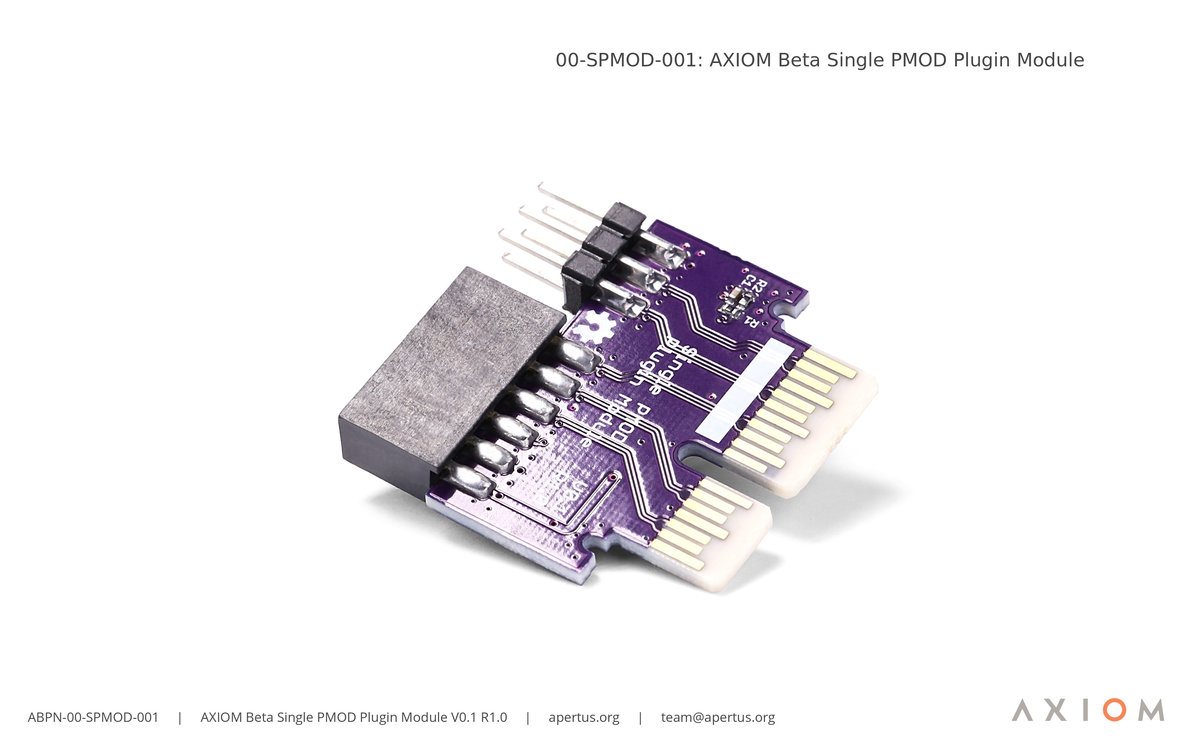 00-SPMOD-001: AXIOM Beta Single PMOD Plugin Module
R2
C1
R1
Single PMOD
Plugin Module
ABPN-00-SPMOD-001 | AXIOM Beta Single PMOD Plugin Module V0.1 R1.0 | apertus.org | team@apertus.org
AXIOM